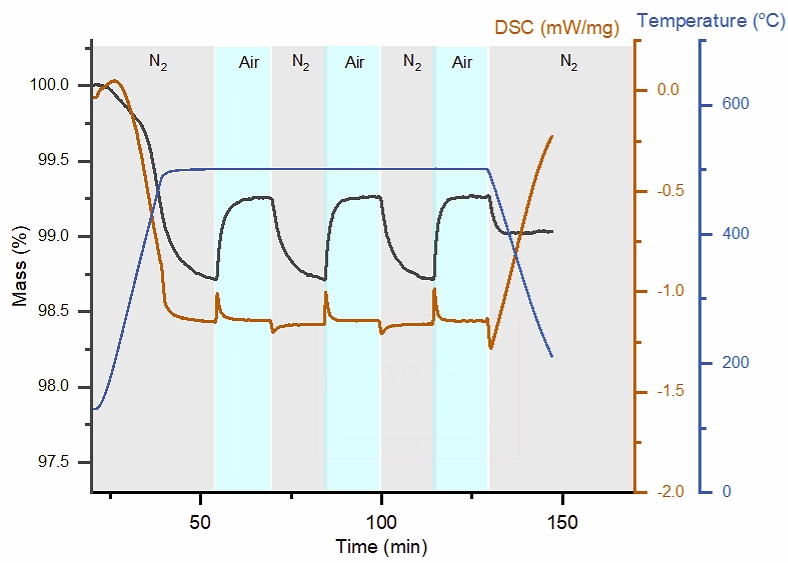 DSC (mW/mg)
Temperature (°C)
N2
Air
N2
Air
N2
Air
N2
100.0
99.5
99.0
98.5
98.0
97.5
Mass (%)
0.0
-0.5
-1.0
-1.5
-2.0
600
400
200
0
50
100
150
Time (min)